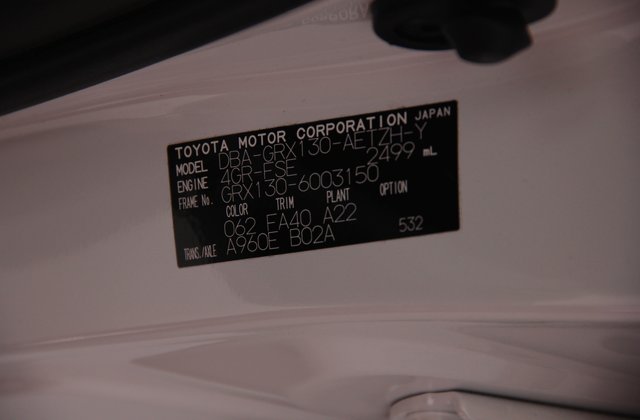 TOYOTA MOTOR CORPORATION JAPAN
MODEL DBA-GRX130-AETZH-Y
ENGINE 4GR-FSE 2499 mL
FRAME No. GRX130-6003150
COLOR TRIM PLANT OPTION
062 FA40 A22
TRANS./AXLE A960E B02A 532